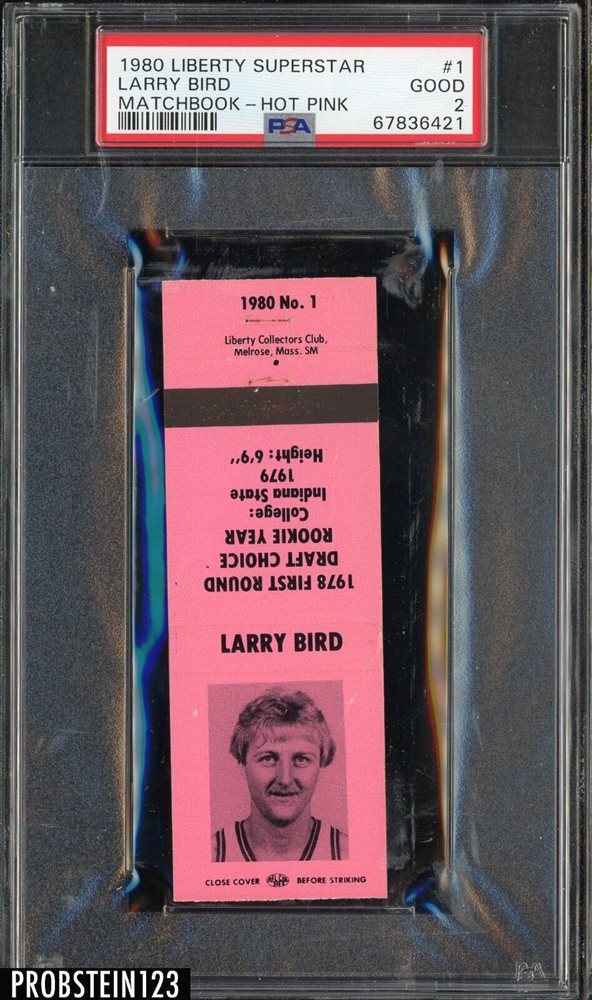 1980 LIBERTY SUPERSTAR #1
LARRY BIRD GOOD
MATCHBOOK - HOT PINK 2
PSA 67836421
1980 No. 1
Liberty Collectors Club,
Melrose, Mass. SM
LARRY BIRD
1978 FIRST ROUND
DRAFT CHOICE
ROOKIE YEAR
College:
Indiana State
1979
Height: 6'9''
CLOSE COVER BEFORE STRIKING
PSA
PROBSTEIN123